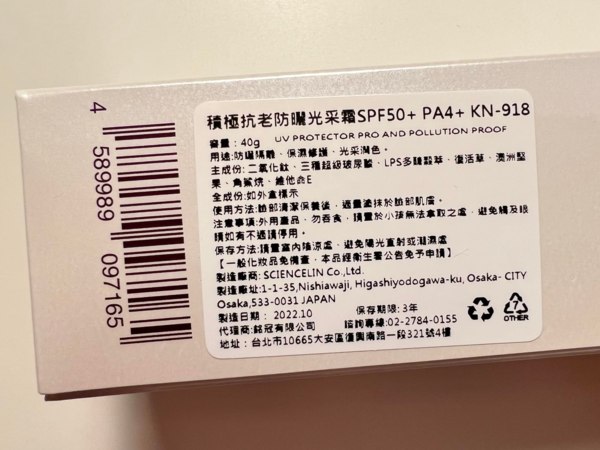 積極抗老防曬光采霜SPF50+ PA4+ KN-918
容量：40g UV PROTECTOR PRO AND POLLUTION PROOF
用途:防曬隔離、保濕修護、光采潤色。
主成份: 二氧化鈦、三種超級玻尿酸、LPS多醣翡萃、復活草、澳洲堅
果、角鯊烷、維他命E
全成份:如外盒標示
使用方法:臉部清潔保養後，適量塗抹於臉部肌膚。
注意事項:外用產品，勿吞食，請置於小孩無法拿取之處，避免觸及眼
睛如有不適請停用。
保存方法:請置室內陰涼處，避免陽光直射或潮濕處
【一般化粧品免備查，本品經衛生署公告免予申請】
製造廠商: SCIENCELIN Co.,Ltd.
製造廠址:1-1-35,Nishiawaji, Higashiyodogawa-ku, Osaka- CITY
Osaka,533-0031 JAPAN
製造日期： 2022.10 保存期限: 3年
代理商: 銘冠有限公司 諮詢專線:02-2784-0155
地址： 台北市10665大安區復興南路一段321號4樓
7
OTHER
4 589989 097165